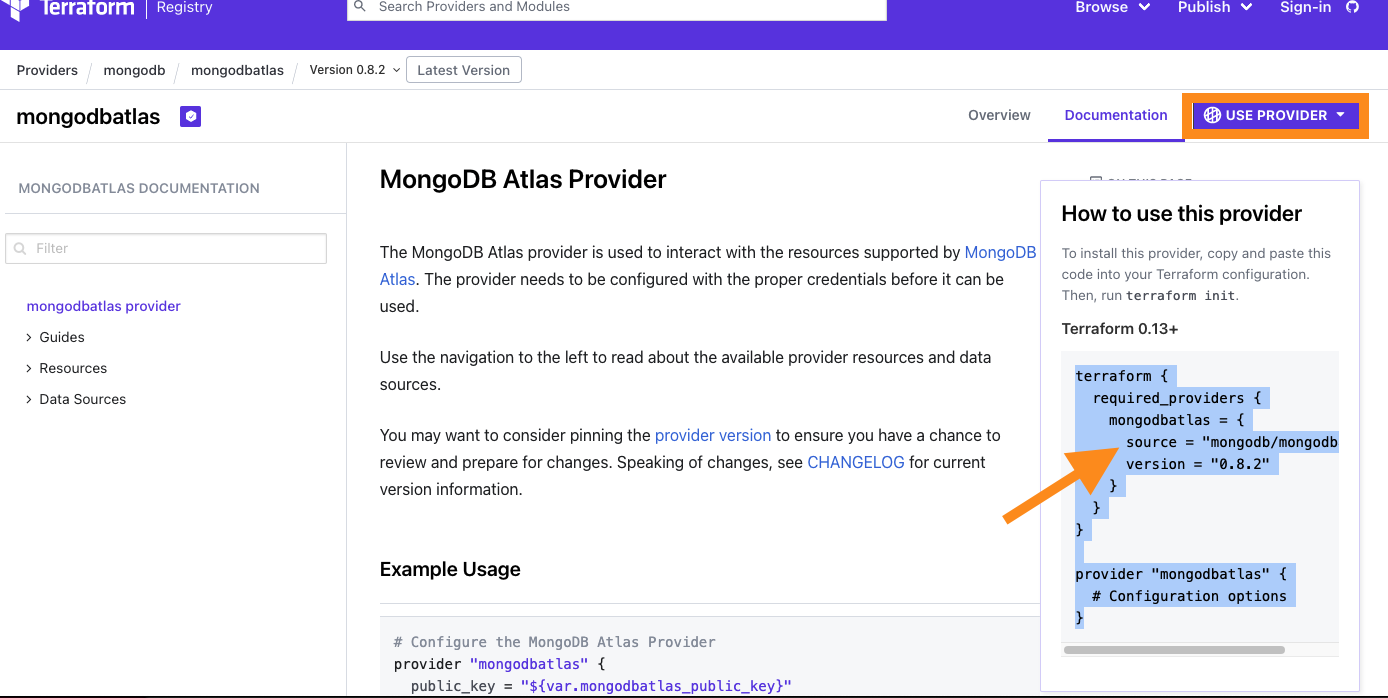 Terraform Registry
Search Providers and Modules
Browse Publish Sign-in
Providers / mongodb / mongodbatlas / Version 0.8.2 Latest Version
mongodbatlas
Overview Documentation USE PROVIDER
MONGODBATLAS DOCUMENTATION
Filter
mongodbatlas provider
Guides
Resources
Data Sources
MongoDB Atlas Provider
The MongoDB Atlas provider is used to interact with the resources supported by MongoDB
Atlas. The provider needs to be configured with the proper credentials before it can be
used.
Use the navigation to the left to read about the available provider resources and data
sources.
You may want to consider pinning the provider version to ensure you have a chance to
review and prepare for changes. Speaking of changes, see CHANGELOG for current
version information.
Example Usage
# Configure the MongoDB Atlas Provider
provider "mongodbatlas" {
  public_key = "${var.mongodbatlas_public_key}"
How to use this provider
To install this provider, copy and paste this
code into your Terraform configuration.
Then, run terraform init.
Terraform 0.13+
terraform {
  required_providers {
    mongodbatlas = {
      source = "mongodb/mongodb
      version = "0.8.2"
    }
  }
}
provider "mongodbatlas" {
  # Configuration options
}